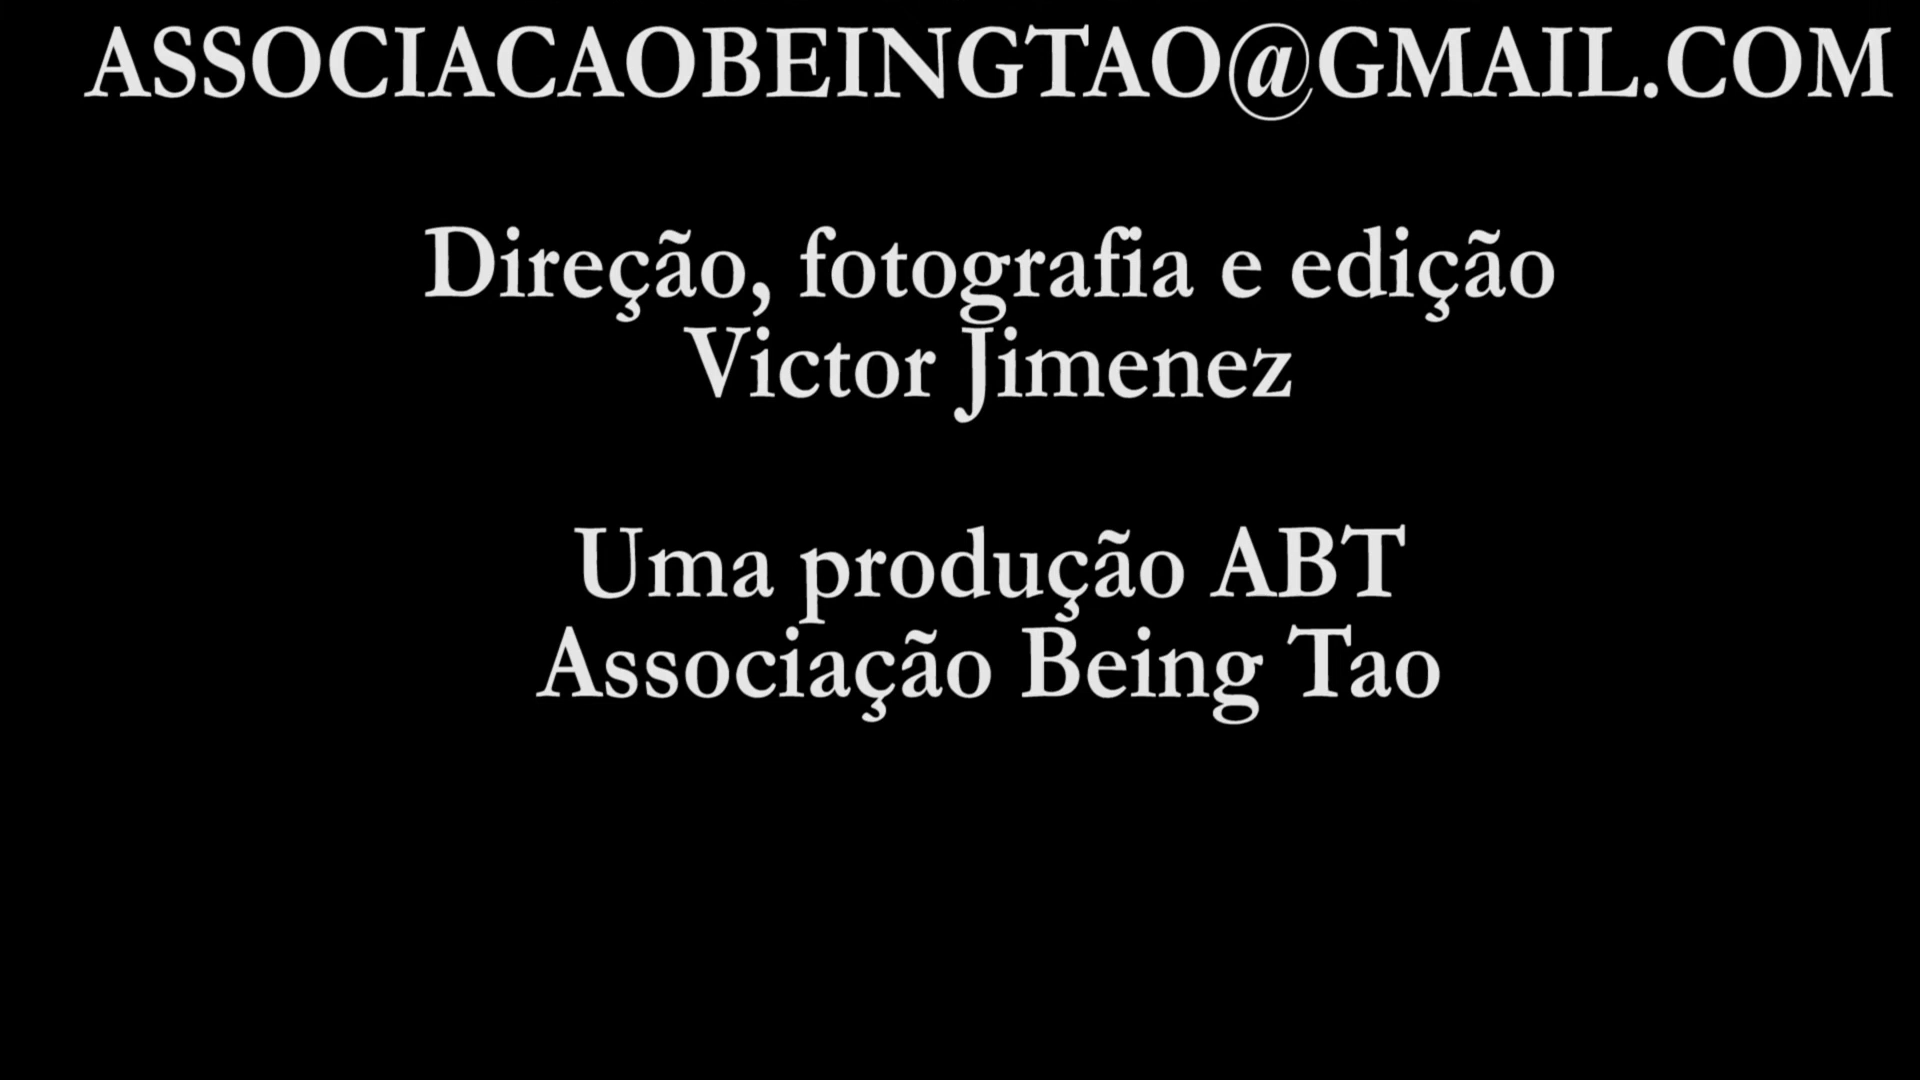 ASSOCIACAOBEINGTAO@GMAIL.COM
Direção, fotografia e edição
Victor Jimenez
Uma produção ABT
Associação Being Tao